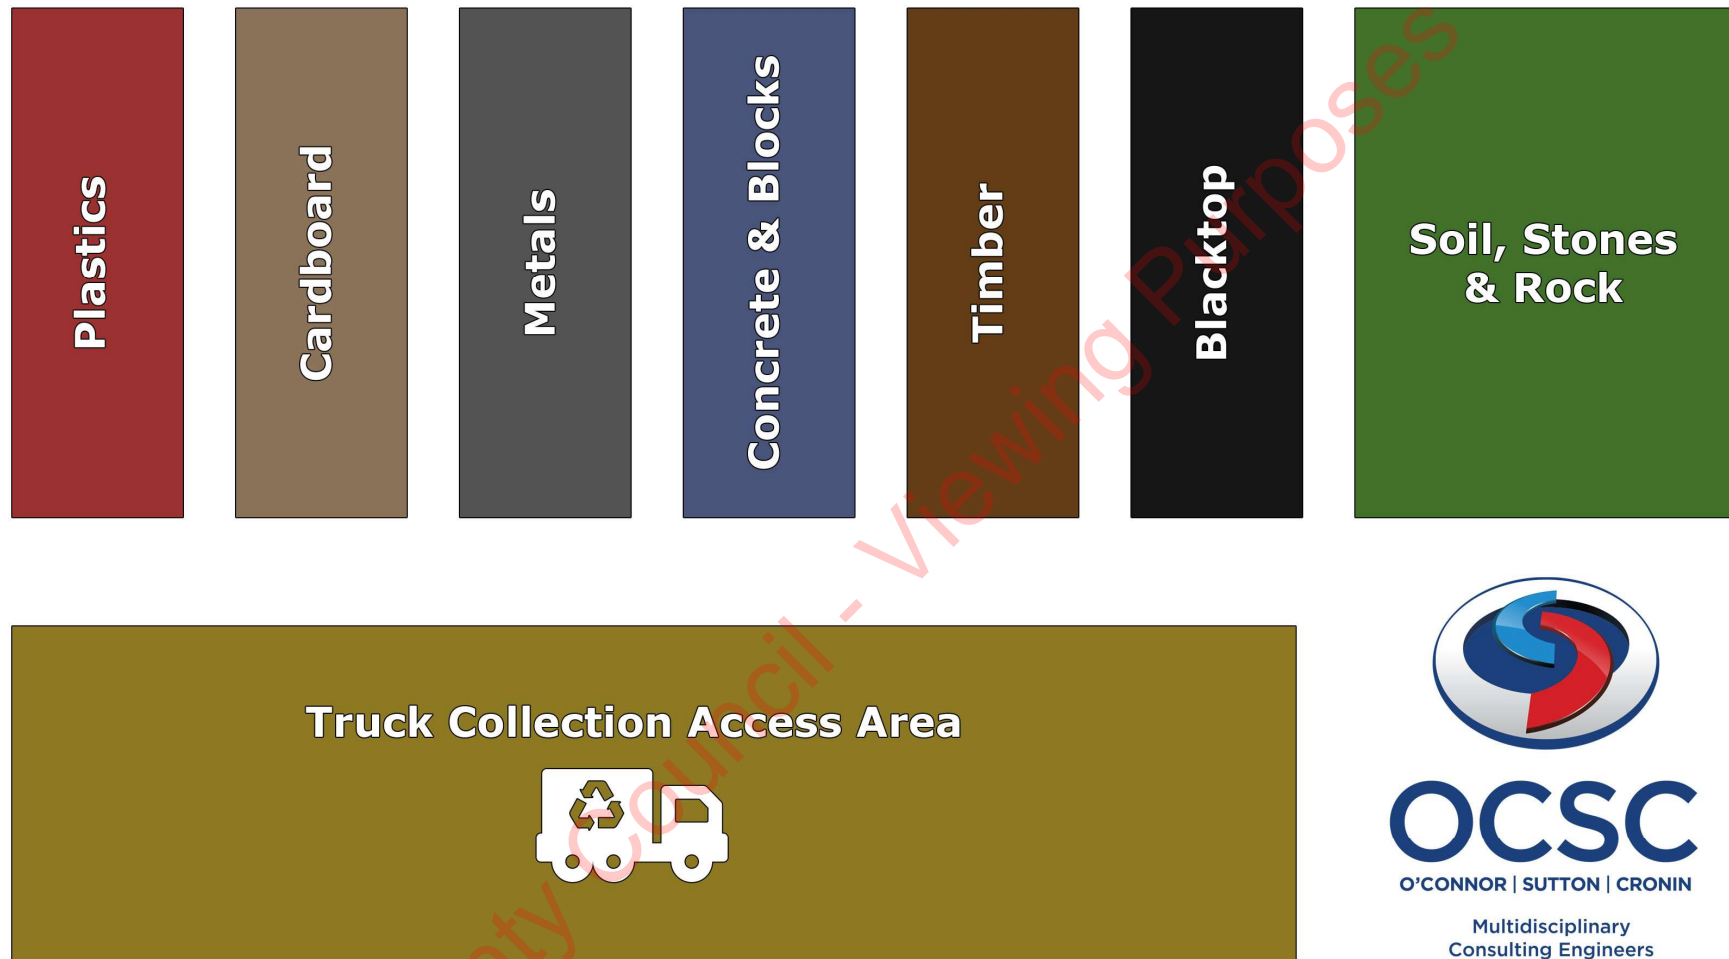 Plastics
Cardboard
Metals
Concrete & Blocks
Timber
Blacktop
Soil, Stones
& Rock
Truck Collection Access Area
OCSC
O'CONNOR | SUTTON | CRONIN
Multidisciplinary
Consulting Engineers
Council - Viewing Purposes